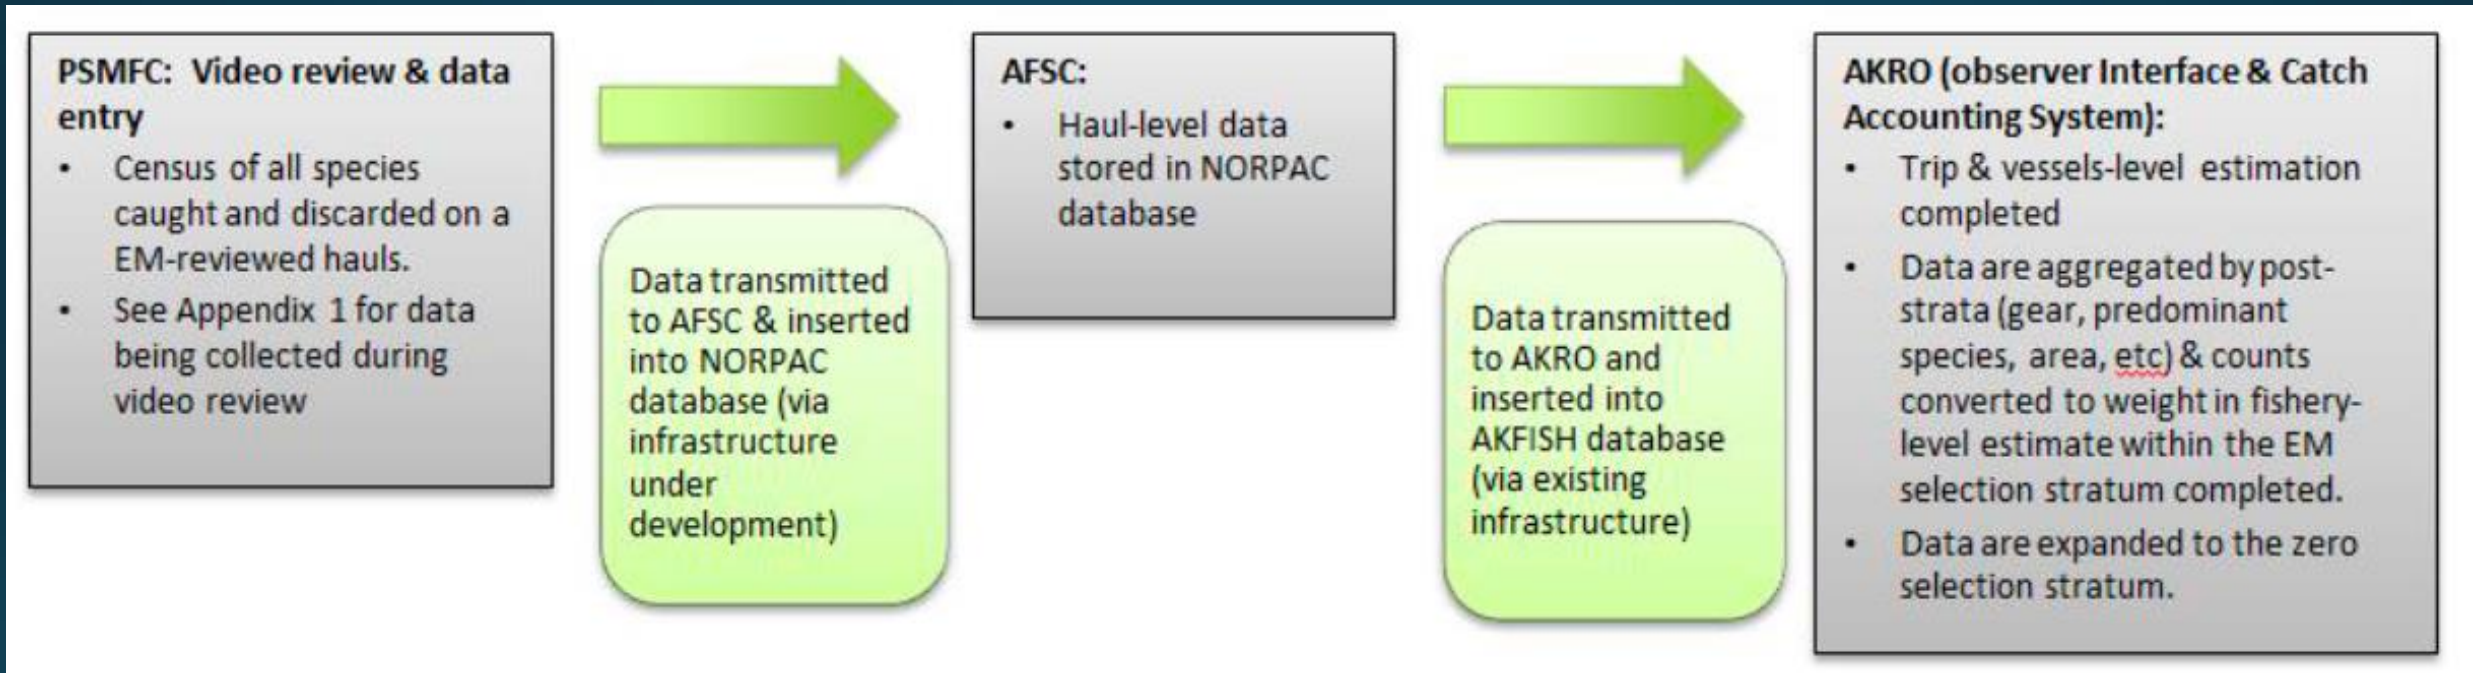 PSMFC:  Video review & data
entry
• Census of all species
caught and discarded on a
EM-reviewed hauls.
• See Appendix 1 for data
being collected during
video review
Data transmitted
to AFSC & inserted
into NORPAC
database (via
infrastructure
under
development)
AFSC:
• Haul-level data
stored in NORPAC
database
Data transmitted
to AKRO and
inserted into
AKFISH database
(via existing
infrastructure)
AKRO (observer Interface & Catch
Accounting System):
• Trip & vessels-level estimation
completed
• Data are aggregated by post-
strata (gear, predominant
species, area, etc) & counts
converted to weight in fishery-
level estimate within the EM
selection stratum completed.
• Data are expanded to the zero
selection stratum.